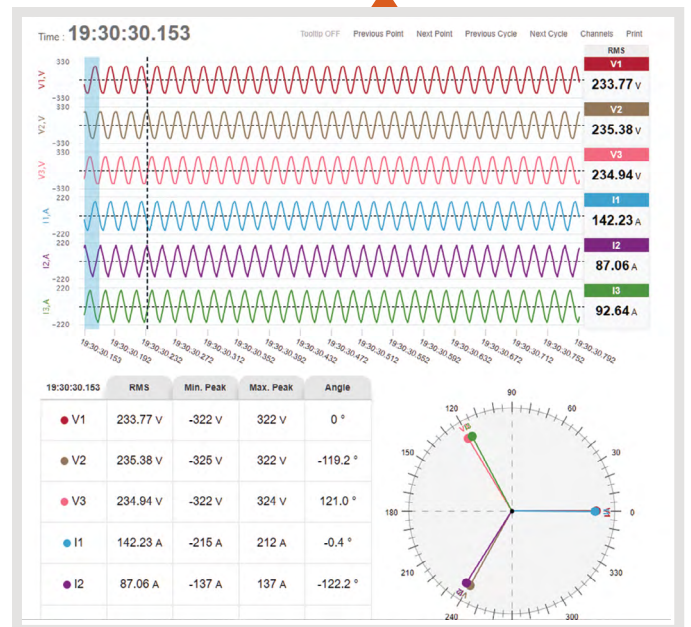 Time : 19:30:30.153
Tooltip OFF Previous Point Next Point Previous Cycle Next Cycle Channels Print
RMS
V1
233.77 V
V2
235.38 V
V3
234.94 V
I1
142.23 A
I2
87.06 A
I3
92.64 A
330
V1,V
-330
330
V2,V
-330
330
V3,V
-330
220
I1,A
-220
220
I2,A
-220
220
I3,A
-220
19:30:30.153 19:30:30.192 19:30:30.232 19:30:30.272 19:30:30.312 19:30:30.352 19:30:30.392 19:30:30.432 19:30:30.472 19:30:30.512 19:30:30.552 19:30:30.592 19:30:30.632 19:30:30.672 19:30:30.712 19:30:30.752 19:30:30.792
19:30:30.153 RMS Min. Peak Max. Peak Angle
V1 233.77 V -322 V 322 V 0 °
V2 235.38 V -325 V 322 V -119.2 °
V3 234.94 V -322 V 324 V 121.0 °
I1 142.23 A -215 A 212 A -0.4 °
I2 87.06 A -137 A 137 A -122.2 °
90
120 60
150 30
180 0
210 330
240 300